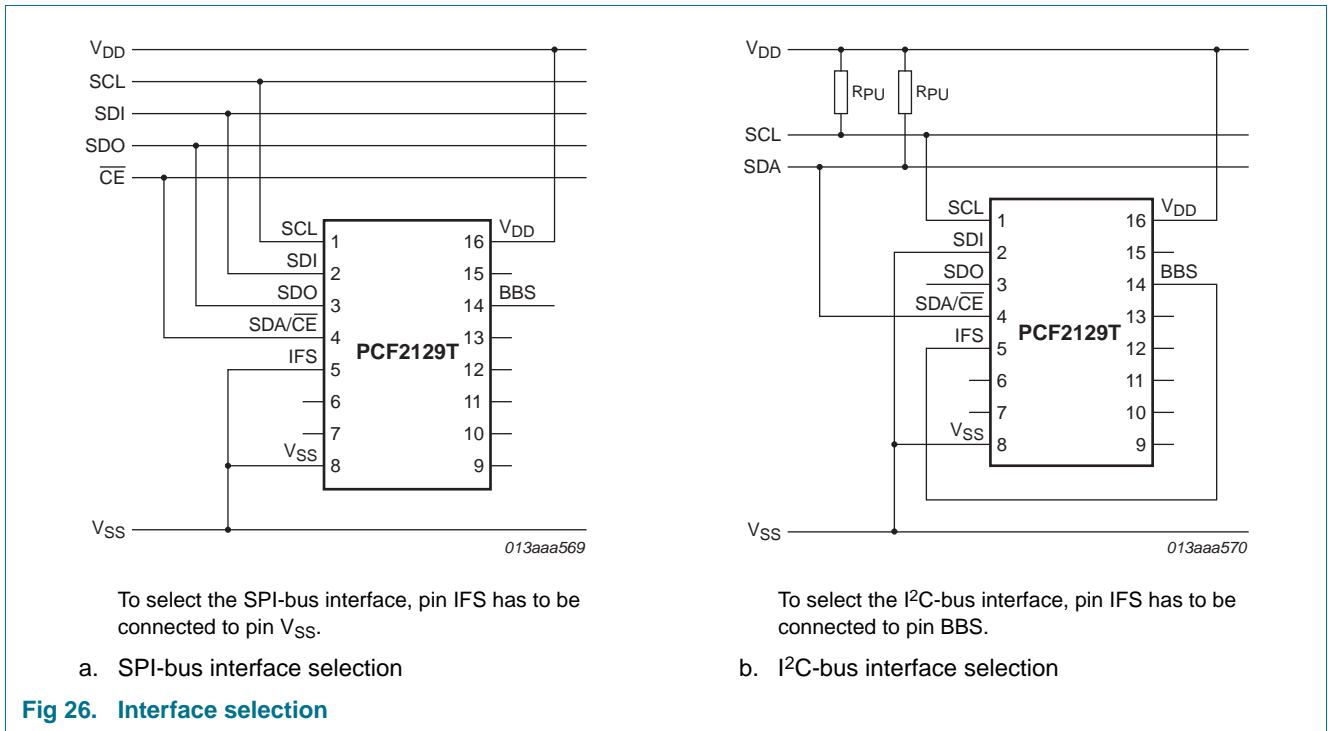 VDD
SCL
SDI
SDO
CE
SCL
SDI
SDO
SDA/CE
IFS
VSS
1
2
3
4
5
6
7
8
PCF2129T
16
15
14
13
12
11
10
9
VDD
BBS
VSS
013aaa569
To select the SPI-bus interface, pin IFS has to be
connected to pin VSS.
a. SPI-bus interface selection
VDD
RPU
RPU
SCL
SDA
SCL
SDI
SDO
SDA/CE
IFS
VSS
1
2
3
4
5
6
7
8
PCF2129T
16
15
14
13
12
11
10
9
VDD
BBS
VSS
013aaa570
To select the I2C-bus interface, pin IFS has to be
connected to pin BBS.
b. I2C-bus interface selection
Fig 26. Interface selection